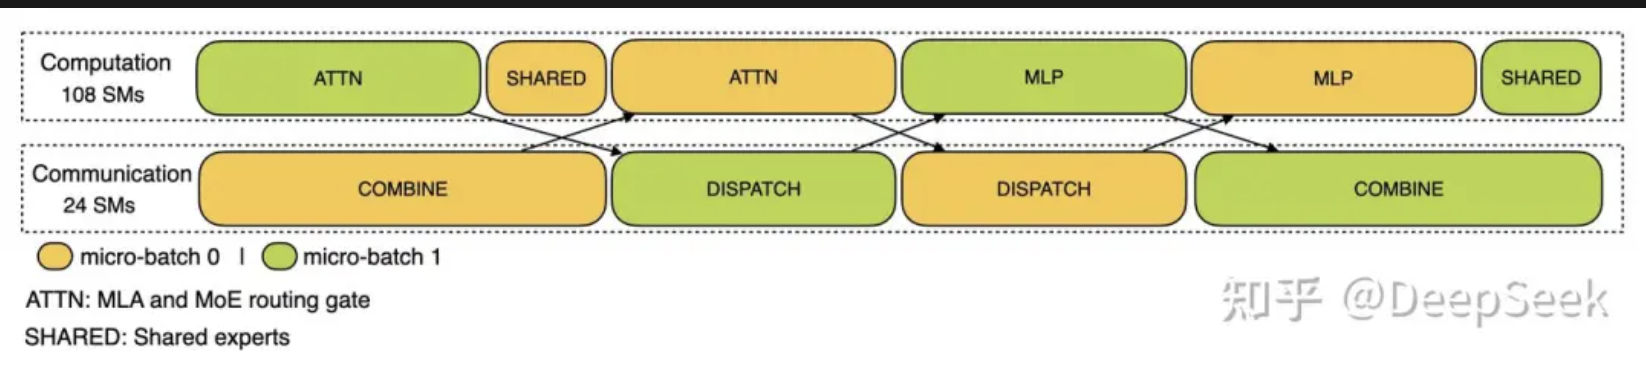 Computation
108 SMs
ATTN
SHARED
ATTN
MLP
MLP
SHARED
Communication
24 SMs
COMBINE
DISPATCH
DISPATCH
COMBINE
micro-batch 0 | micro-batch 1
ATTN: MLA and MoE routing gate
SHARED: Shared experts
知乎 @DeepSeek